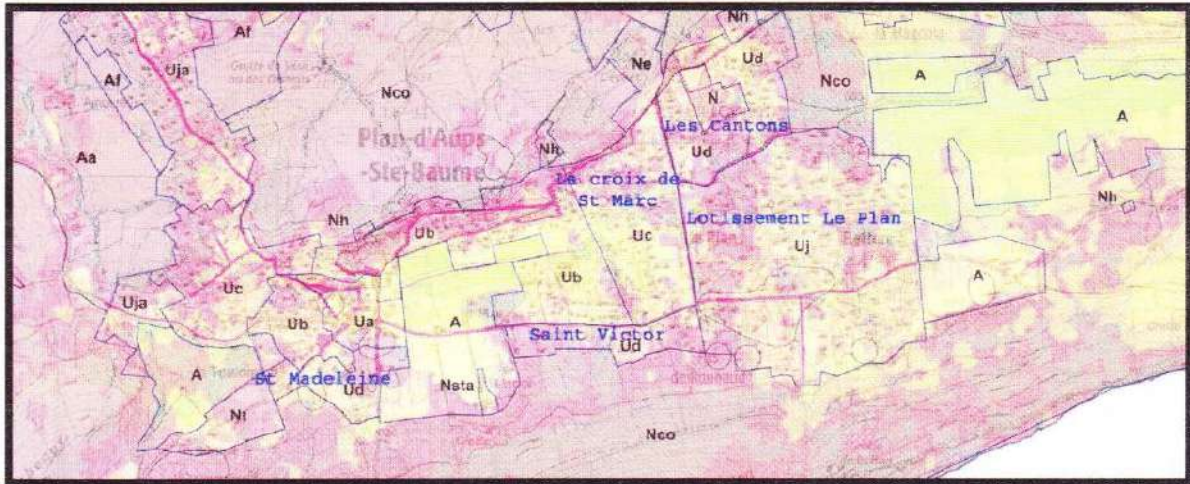 Af
Nh
Uja
Ne
Ud
Af
Nco
Nco
A
N
A
Les Cantons
Plan-d'Aups-
-Ste-Baume
Aa
Nh
Ud
La croix de
St Marc
Nh
Nh
Ub
Lotissement Le Plan
Uc
Uj
Uc
Ub
A
Uja
Ub
Ua
A
Saint Victor
Ud
A
St Madeleine
Ud
Nsta
Nco